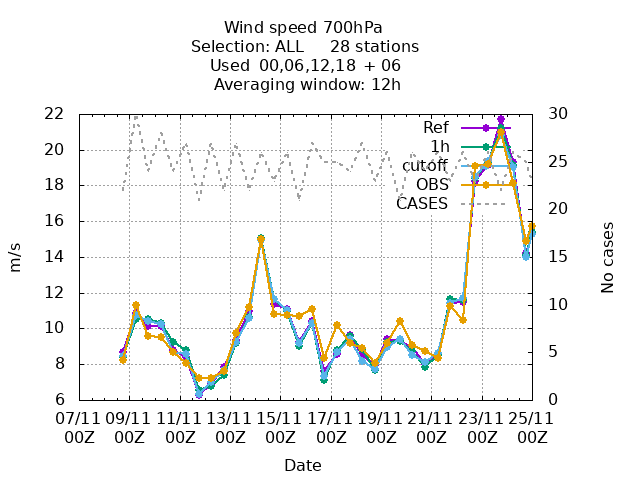 Wind speed 700hPa
Selection: ALL 28 stations
Used 00,06,12,18 + 06
Averaging window: 12h
22
20
18
16
14
12
10
8
6
m/s
30
25
20
15
10
5
0
No cases
Ref
1h
cutoff
OBS
CASES
07/11 09/11 11/11 13/11 15/11 17/11 19/11 21/11 23/11 25/11
00Z 00Z 00Z 00Z 00Z 00Z 00Z 00Z 00Z 00Z
Date